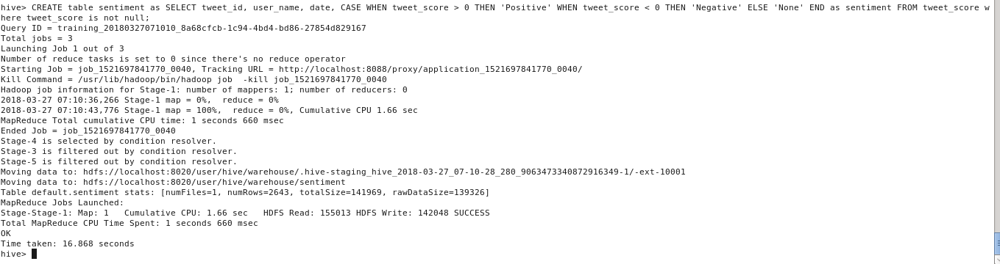 hive> CREATE table sentiment as SELECT tweet_id, user_name, date, CASE WHEN tweet_score > 0 THEN 'Positive' WHEN tweet_score < 0 THEN 'Negative' ELSE 'None' END as sentiment FROM tweet_score w
here tweet_score is not null;
Query ID = training_20180327071010_8a68cfcb-1c94-4bd4-bd86-27854d829167
Total jobs = 3
Launching Job 1 out of 3
Number of reduce tasks is set to 0 since there's no reduce operator
Starting Job = job_1521697841770_0040, Tracking URL = http://localhost:8088/proxy/application_1521697841770_0040/
Kill Command = /usr/lib/hadoop/bin/hadoop job  -kill job_1521697841770_0040
Hadoop job information for Stage-1: number of mappers: 1; number of reducers: 0
2018-03-27 07:10:36,266 Stage-1 map = 0%,  reduce = 0%
2018-03-27 07:10:43,776 Stage-1 map = 100%,  reduce = 0%, Cumulative CPU 1.66 sec
MapReduce Total cumulative CPU time: 1 seconds 660 msec
Ended Job = job_1521697841770_0040
Stage-4 is selected by condition resolver.
Stage-3 is filtered out by condition resolver.
Stage-5 is filtered out by condition resolver.
Moving data to: hdfs://localhost:8020/user/hive/warehouse/.hive-staging_hive_2018-03-27_07-10-28_280_9063473340872916349-1/-ext-10001
Moving data to: hdfs://localhost:8020/user/hive/warehouse/sentiment
Table default.sentiment stats: [numFiles=1, numRows=2643, totalSize=141969, rawDataSize=139326]
MapReduce Jobs Launched:
Stage-Stage-1: Map: 1   Cumulative CPU: 1.66 sec   HDFS Read: 155013 HDFS Write: 142048 SUCCESS
Total MapReduce CPU Time Spent: 1 seconds 660 msec
OK
Time taken: 16.868 seconds
hive>